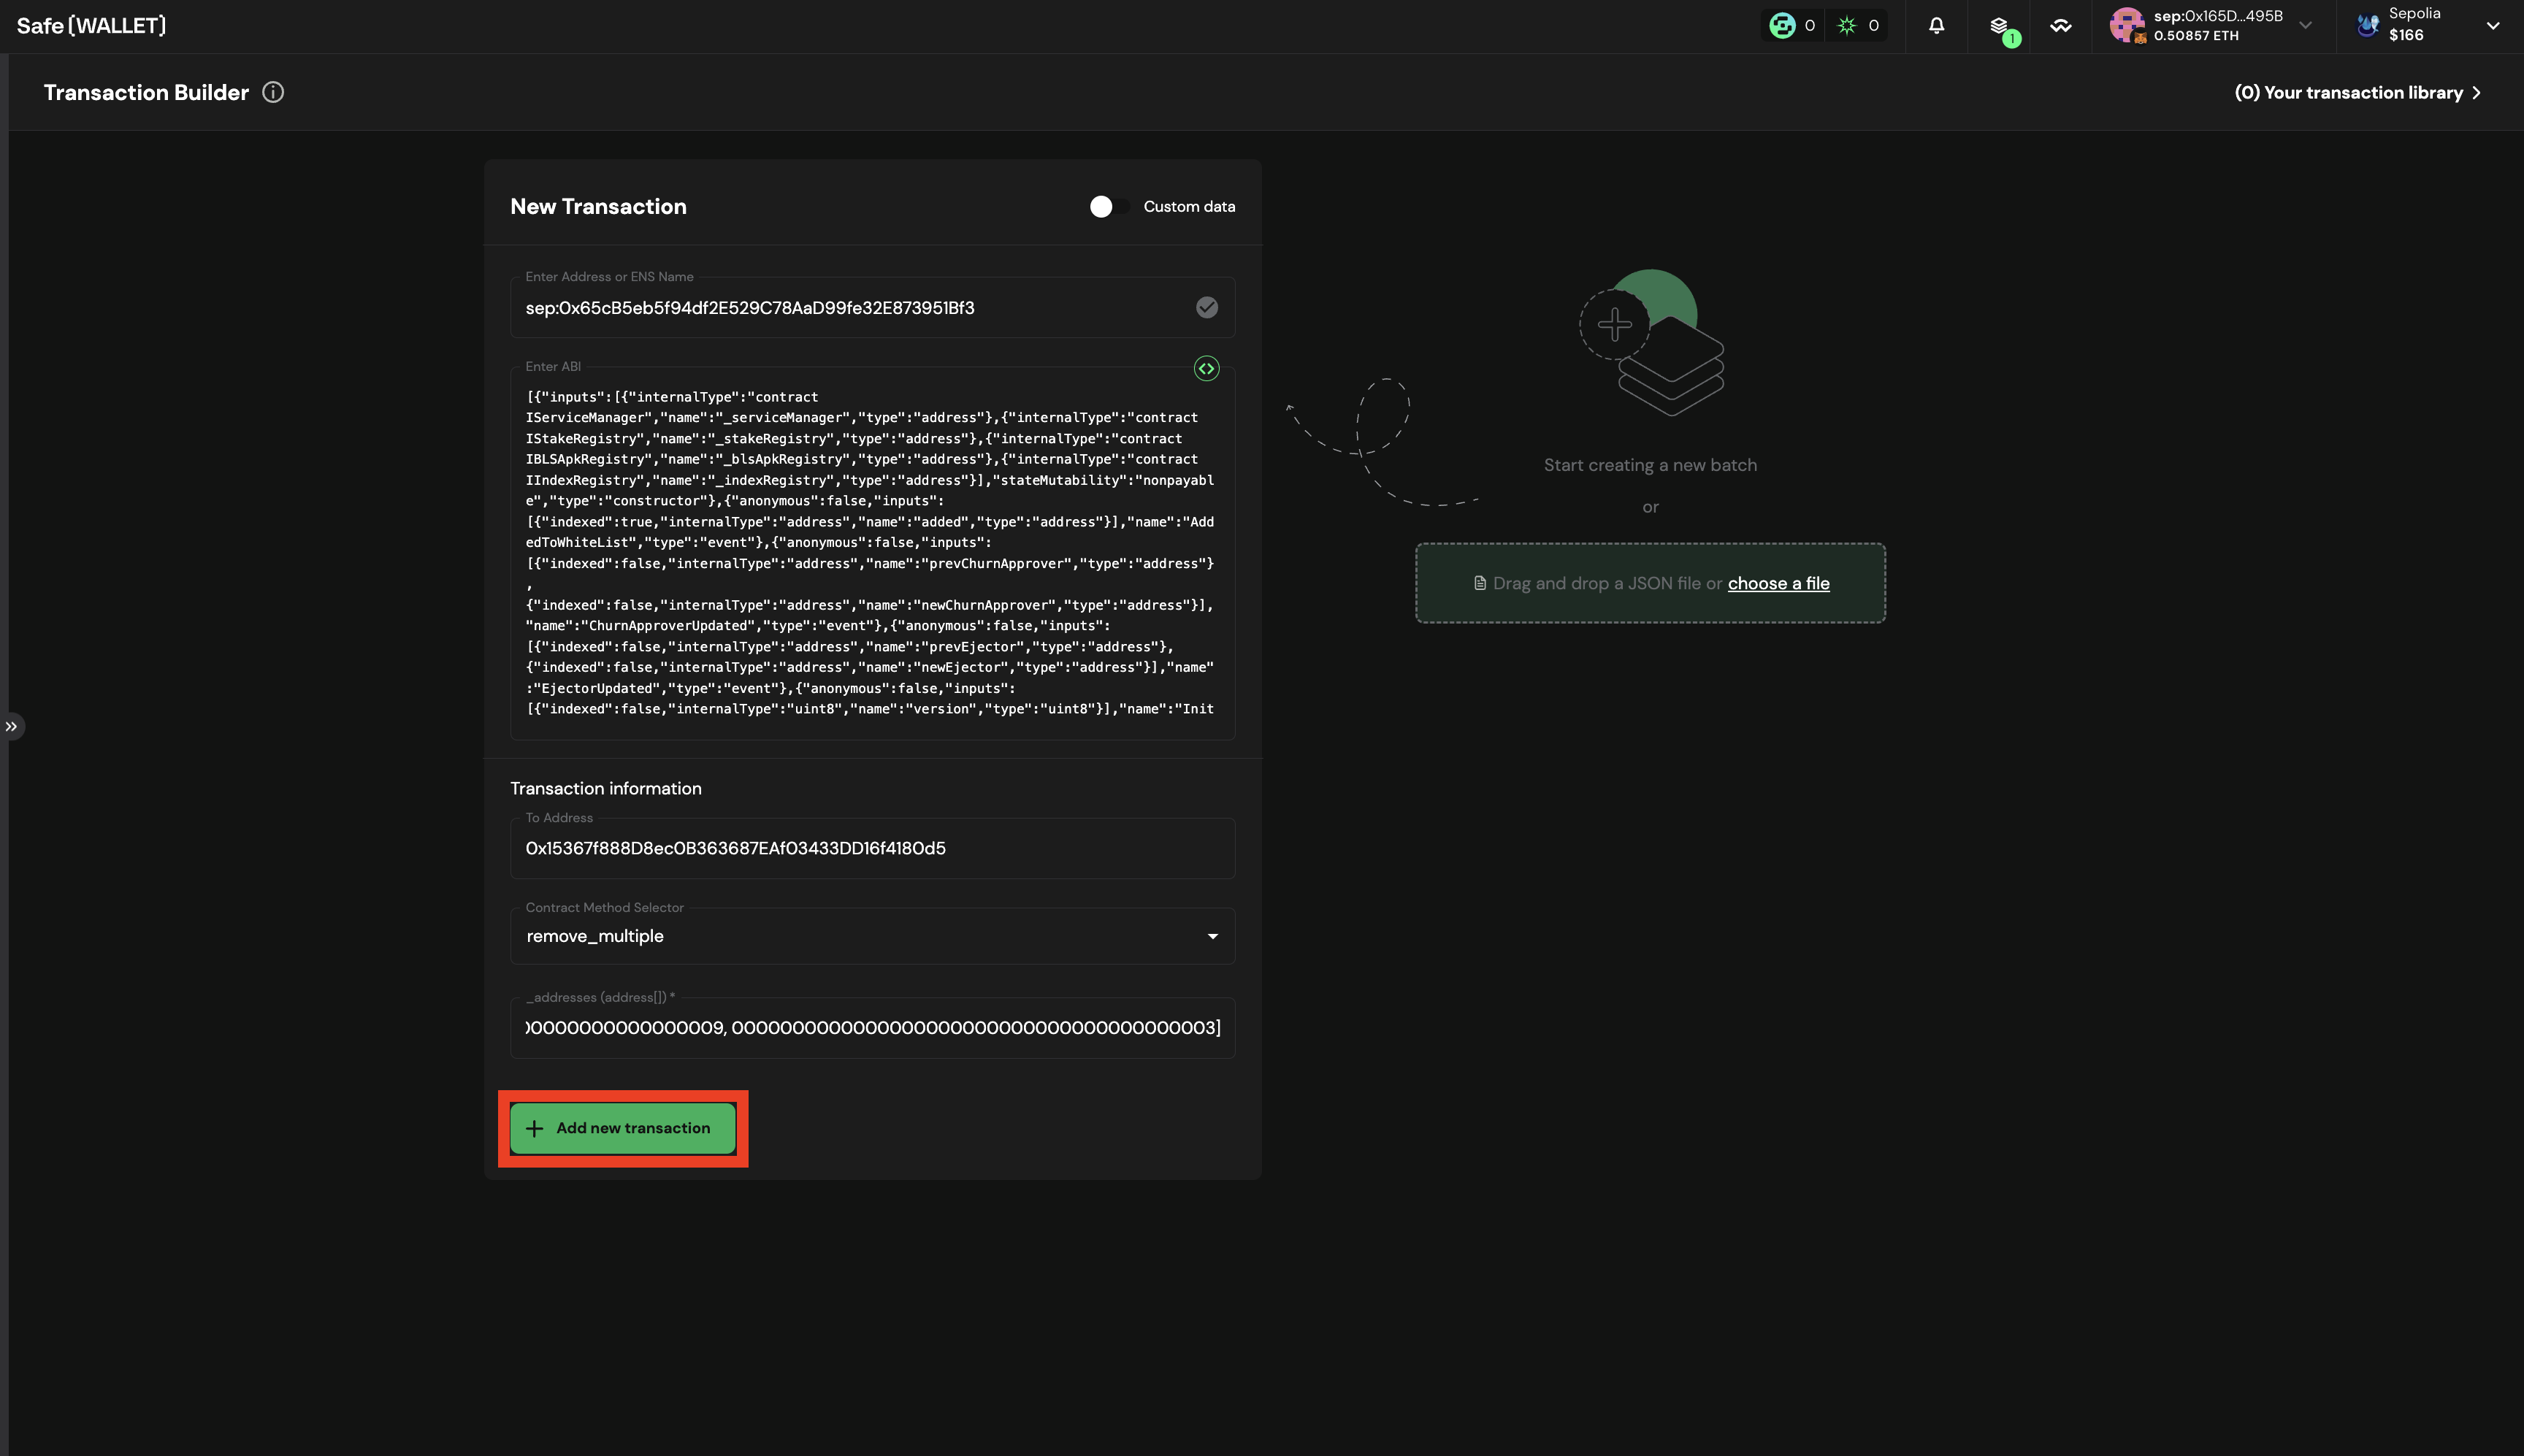 Safe[WALLET]
0
0
1
sep:0x165D...495B
0.50857 ETH
Sepolia
$166
Transaction Builder
(0) Your transaction library
New Transaction
Custom data
Enter Address or ENS Name
sep:0x65cB5eb5f94df2E529C78AaD99fe32E873951Bf3
Enter ABI
[{"inputs":[{"internalType":"contract
IServiceManager","name":"_serviceManager","type":"address"},{"internalType":"contract
IStakeRegistry","name":"_stakeRegistry","type":"address"},{"internalType":"contract
IBLSApkRegistry","name":"_blsApkRegistry","type":"address"},{"internalType":"contract
IIndexRegistry","name":"_indexRegistry","type":"address"}],"stateMutability":"nonpayabl
e","type":"constructor"},{"anonymous":false,"inputs":
[{"indexed":true,"internalType":"address","name":"added","type":"address"}],"name":"Add
edToWhiteList","type":"event"},{"anonymous":false,"inputs":
[{"indexed":false,"internalType":"address","name":"prevChurnApprover","type":"address"}
,
{"indexed":false,"internalType":"address","name":"newChurnApprover","type":"address"}],
"name":"ChurnApproverUpdated","type":"event"},{"anonymous":false,"inputs":
[{"indexed":false,"internalType":"address","name":"prevEjector","type":"address"},
{"indexed":false,"internalType":"address","name":"newEjector","type":"address"}],"name"
:"EjectorUpdated","type":"event"},{"anonymous":false,"inputs":
[{"indexed":false,"internalType":"uint8","name":"version","type":"uint8"}],"name":"Init
Start creating a new batch
or
Drag and drop a JSON file or choose a file
Transaction information
To Address
0x15367f888D8ec0B363687EAf03433DD16f4180d5
Contract Method Selector
remove_multiple
_addresses (address[]) *
Add new transaction